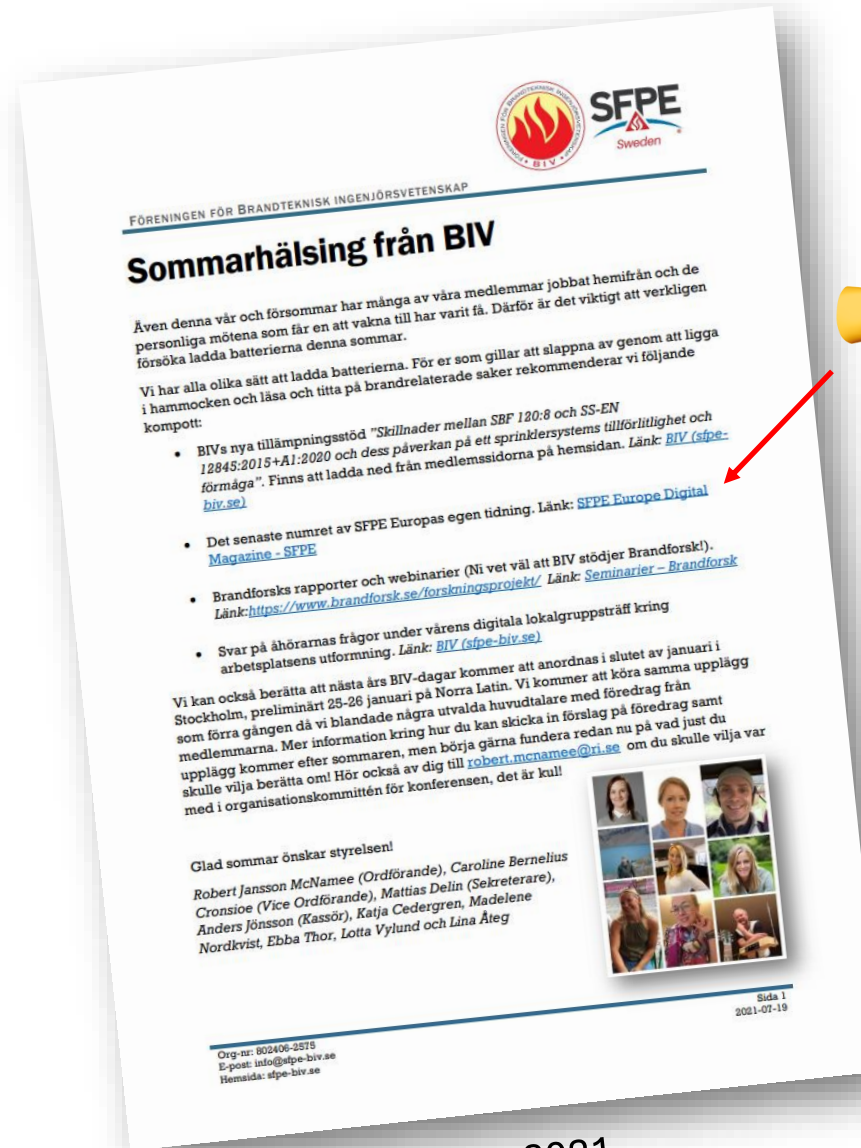 FÖRENINGEN FÖR BRANDTEKNISK INGENJÖRSVETENSKAP
BIV
SFPE
Sweden
FÖRENINGEN FÖR BRANDTEKNISK INGENJÖRSVETENSKAP
Sommarhälsing från BIV
Även denna vår och försommar har många av våra medlemmar jobbat hemifrån och de
personliga mötena som får en att vakna till har varit få. Därför är det viktigt att verkligen
försöka ladda batterierna denna sommar.
Vi har alla olika sätt att ladda batterierna. För er som gillar att slappna av genom att ligga
i hammocken och läsa och titta på brandrelaterade saker rekommenderar vi följande
kompott:
• BIVs nya tillämpningsstöd "Skillnader mellan SBF 120:8 och SS-EN
12845:2015+A1:2020 och dess påverkan på ett sprinklersystems tillförlitlighet och
förmåga". Finns att ladda ned från medlemssidorna på hemsidan. Länk: BIV (sfpe-
biv.se)
• Det senaste numret av SFPE Europas egen tidning. Länk: SFPE Europe Digital
Magazine - SFPE
• Brandforsks rapporter och webinarier (Ni vet väl att BIV stödjer Brandforsk!).
Länk:https://www.brandforsk.se/forskningsprojekt/ Länk: Seminarier – Brandforsk
• Svar på åhörarnas frågor under vårens digitala lokalgruppsträff kring
arbetsplatsens utformning. Länk: BIV (sfpe-biv.se)
Vi kan också berätta att nästa års BIV-dagar kommer att anordnas i slutet av januari i
Stockholm, preliminärt 25-26 januari på Norra Latin. Vi kommer att köra samma upplägg
som förra gången då vi blandade några utvalda huvudtalare med föredrag från
medlemmarna. Mer information kring hur du kan skicka in förslag på föredrag samt
upplägg kommer efter sommaren, men börja gärna fundera redan nu på vad just du
skulle vilja berätta om! Hör också av dig till robert.mcnamee@ri.se om du skulle vilja var
med i organisationskommittén för konferensen, det är kul!
Glad sommar önskar styrelsen!
Robert Jansson McNamee (Ordförande), Caroline Bernelius
Cronsioe (Vice Ordförande), Mattias Delin (Sekreterare),
Anders Jönsson (Kassör), Katja Cedergren, Madelene
Nordkvist, Ebba Thor, Lotta Vylund och Lina Åteg
Sida 1
2021-07-19
Org-nr: 802406-2575
E-post: info@sfpe-biv.se
Hemsida: sfpe-biv.se
2021